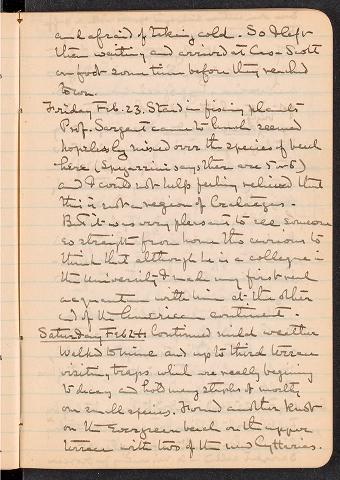 and afraid of taking cold. So I left
them waiting and arrived at Casa Scott
on foot some time before they reached
town.
Friday Feb. 23. Staid in fixing plants
Prof. Sargent came to lunch seemed
hopelessly mixed over the species of beech
here (Spegazzini says there are 5 or 6)
and I could not help feeling relieved that
this is not a region of Crataegus.
But it was very pleasant to see someone
so straight from home tho curious to
think that although he is a colleague in
the University I make my first real
acquaintance with him at the other
end of the American continent.
Saturday Feb 24. Continued mild weather
Walked to mine and up to third terrace
visiting traps which are really beginning
to decay and hold many staphs of mostly
one small species. Found another knot
on the Evergreen beech on the upper
terrace with two of the new Cyttarias.